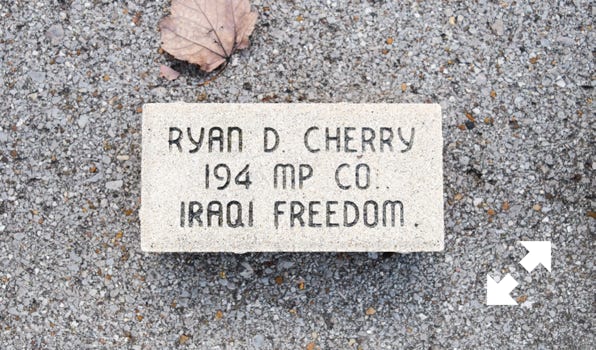 RYAN D. CHERRY
194 MP CO.
IRAQI FREEDOM.